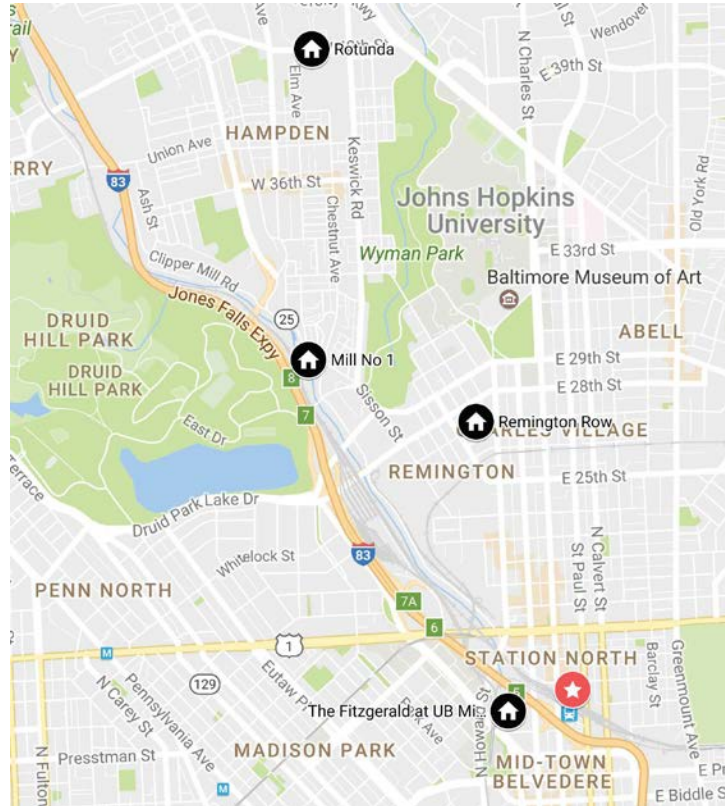 Rotunda
Wendover
N Charles St
E 39th St
Elm Ave
HAMPDEN
Union Ave
Keswick Rd
ERRY
83
W 36th St
Ash St
Chestnut Ave
Johns Hopkins
University
Old York Rd
Wyman Park
E 33rd St
Clipper Mill Rd
Baltimore Museum of Art
Jones Falls Expy
25
DRUID
HILL PARK
ABELL
Mill No 1
E 29th St
DRUID
HILL PARK
8
E 28th St
7
Sisson St
Remington Row
East Dr
VILLAGE
REMINGTON
E 25th St
Terrace
Druid Park Lake Dr
Whitelock St
83
N Calvert St
St Paul St
PENN NORTH
7A
6
1
M
STATION NORTH
Barclay St
Greenmount Ave
129
Eutaw
N Carey St
Pennsylvania Ave
The Fitzgerald at UB Mi...
N Howard St
MADISON PARK
Presstman St
MID-TOWN
BELVEDERE
N Fulton
M
E Biddle S